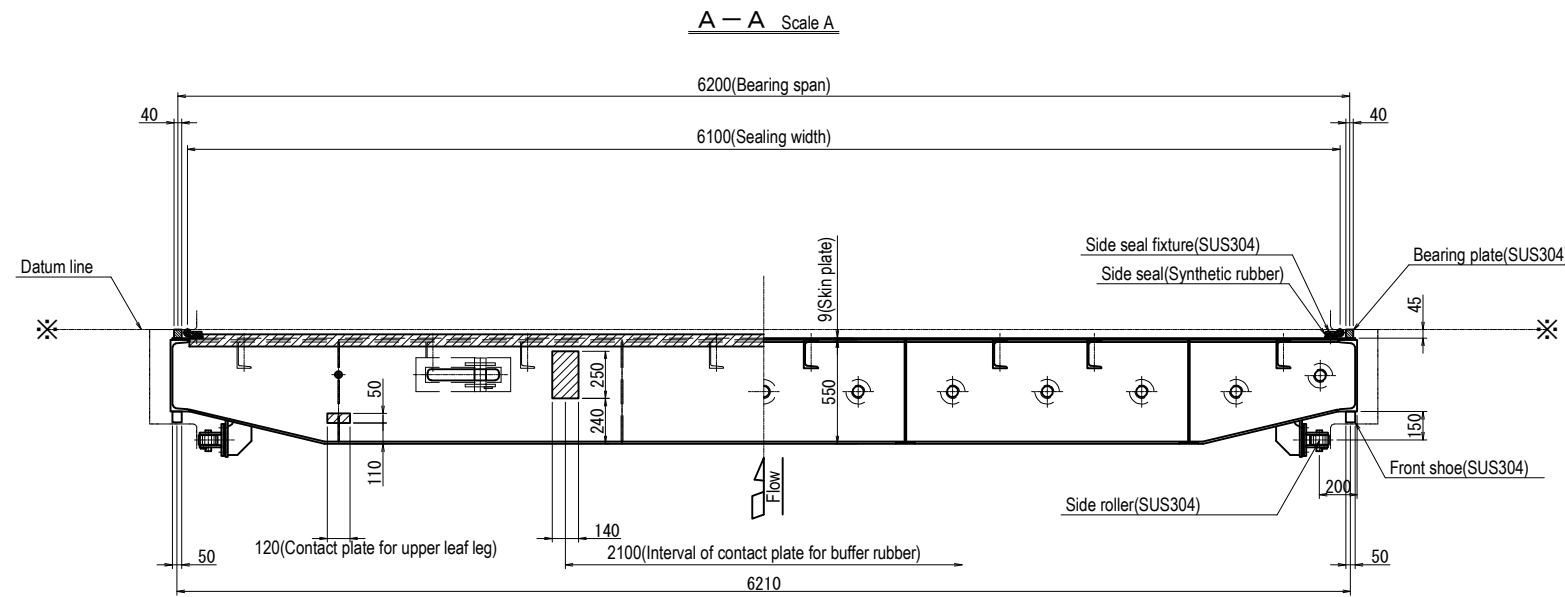 A－A Scale A
6200(Bearing span)
40
40
6100(Sealing width)
Datum line
9(Skin plate)
Side seal fixture(SUS304)
Side seal(Synthetic rubber)
Bearing plate(SUS304
45
※
※
50
250
240
550
110
150
Flow
Front shoe(SUS304)
200
Side roller(SUS304)
120(Contact plate for upper leaf leg)
140
2100(Interval of contact plate for buffer rubber)
50
50
6210